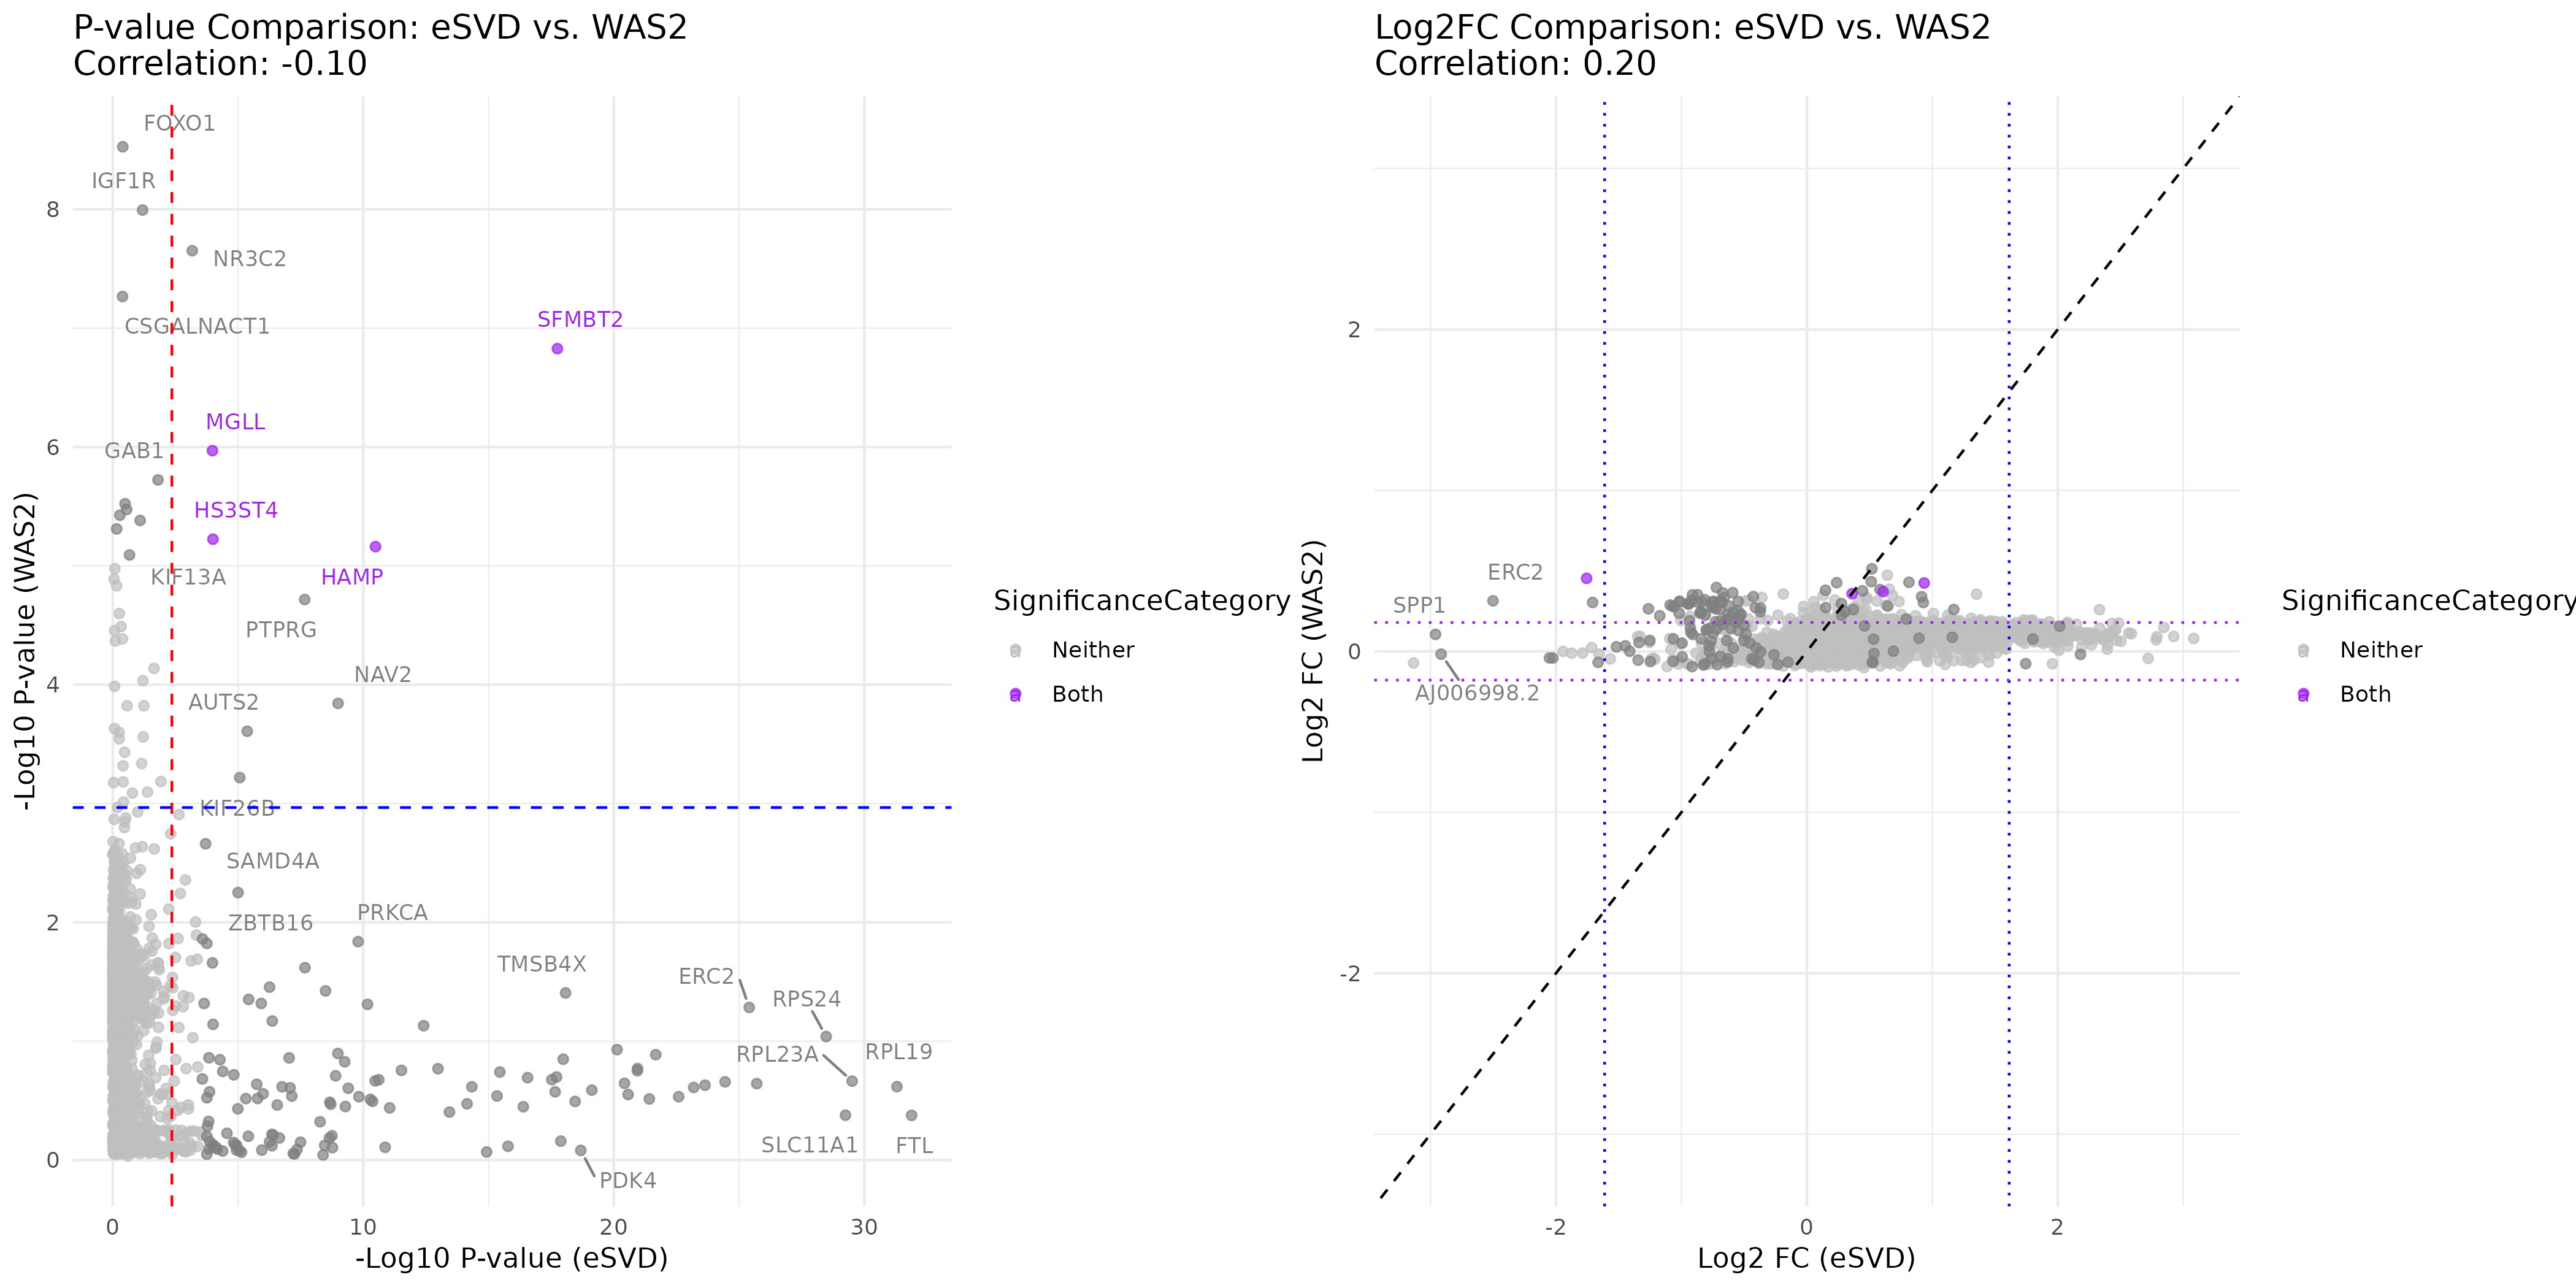 P-value Comparison: eSVD vs. WAS2
Correlation: -0.10
FOXO1
IGF1R
NR3C2
CSGALNACT1
SFMBT2
MGLL
GAB1
HS3ST4
KIF13A
HAMP
PTPRG
NAV2
AUTS2
KIF26B
SAMD4A
ZBTB16
PRKCA
TMSB4X
ERC2
RPS24
RPL23A
RPL19
SLC11A1
FTL
PDK4
8
6
4
2
0
0
10
20
30
-Log10 P-value (WAS2)
-Log10 P-value (eSVD)
SignificanceCategory
a Neither
a Both
Log2FC Comparison: eSVD vs. WAS2
Correlation: 0.20
ERC2
SPP1
AJ006998.2
2
0
-2
-2
0
2
Log2 FC (WAS2)
Log2 FC (eSVD)
SignificanceCategory
a Neither
a Both